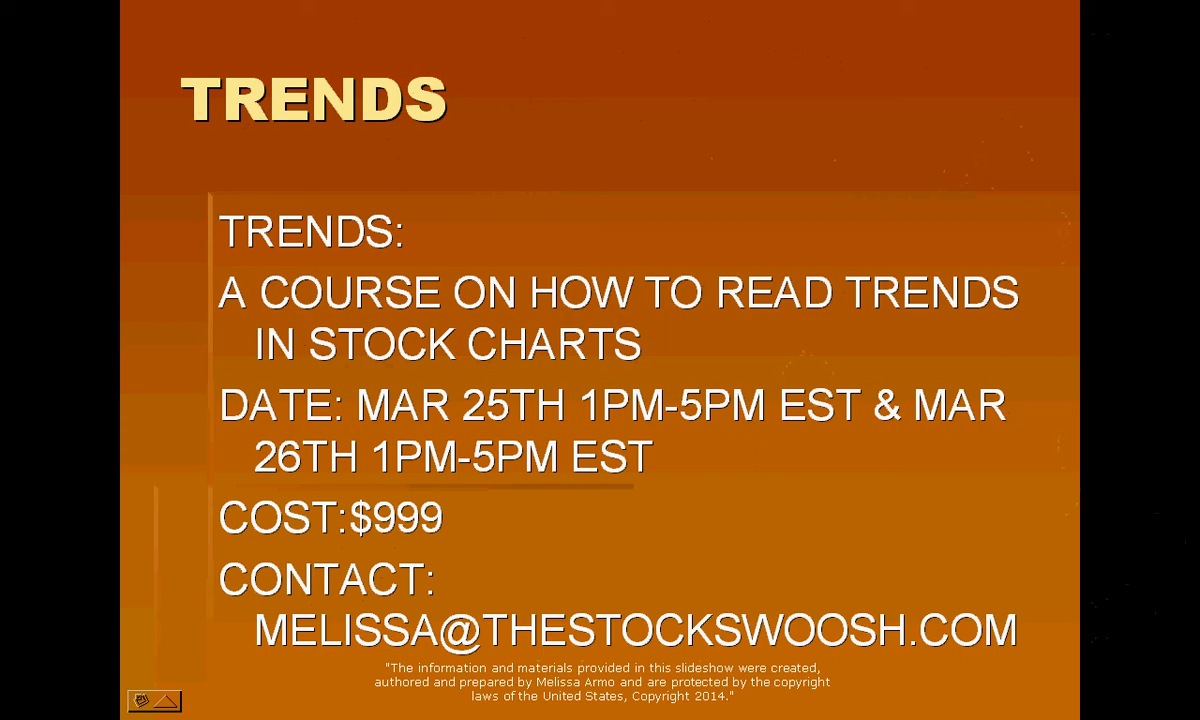 TRENDS
TRENDS:
A COURSE ON HOW TO READ TRENDS
IN STOCK CHARTS
DATE: MAR 25TH 1PM-5PM EST & MAR
26TH 1PM-5PM EST
COST:$999
CONTACT:
MELISSA@THESTOCKSWOOSH.COM
"The information and materials provided in this slideshow were created,
authored and prepared by Melissa Armo and are protected by the copyright
laws of the United States, Copyright 2014."